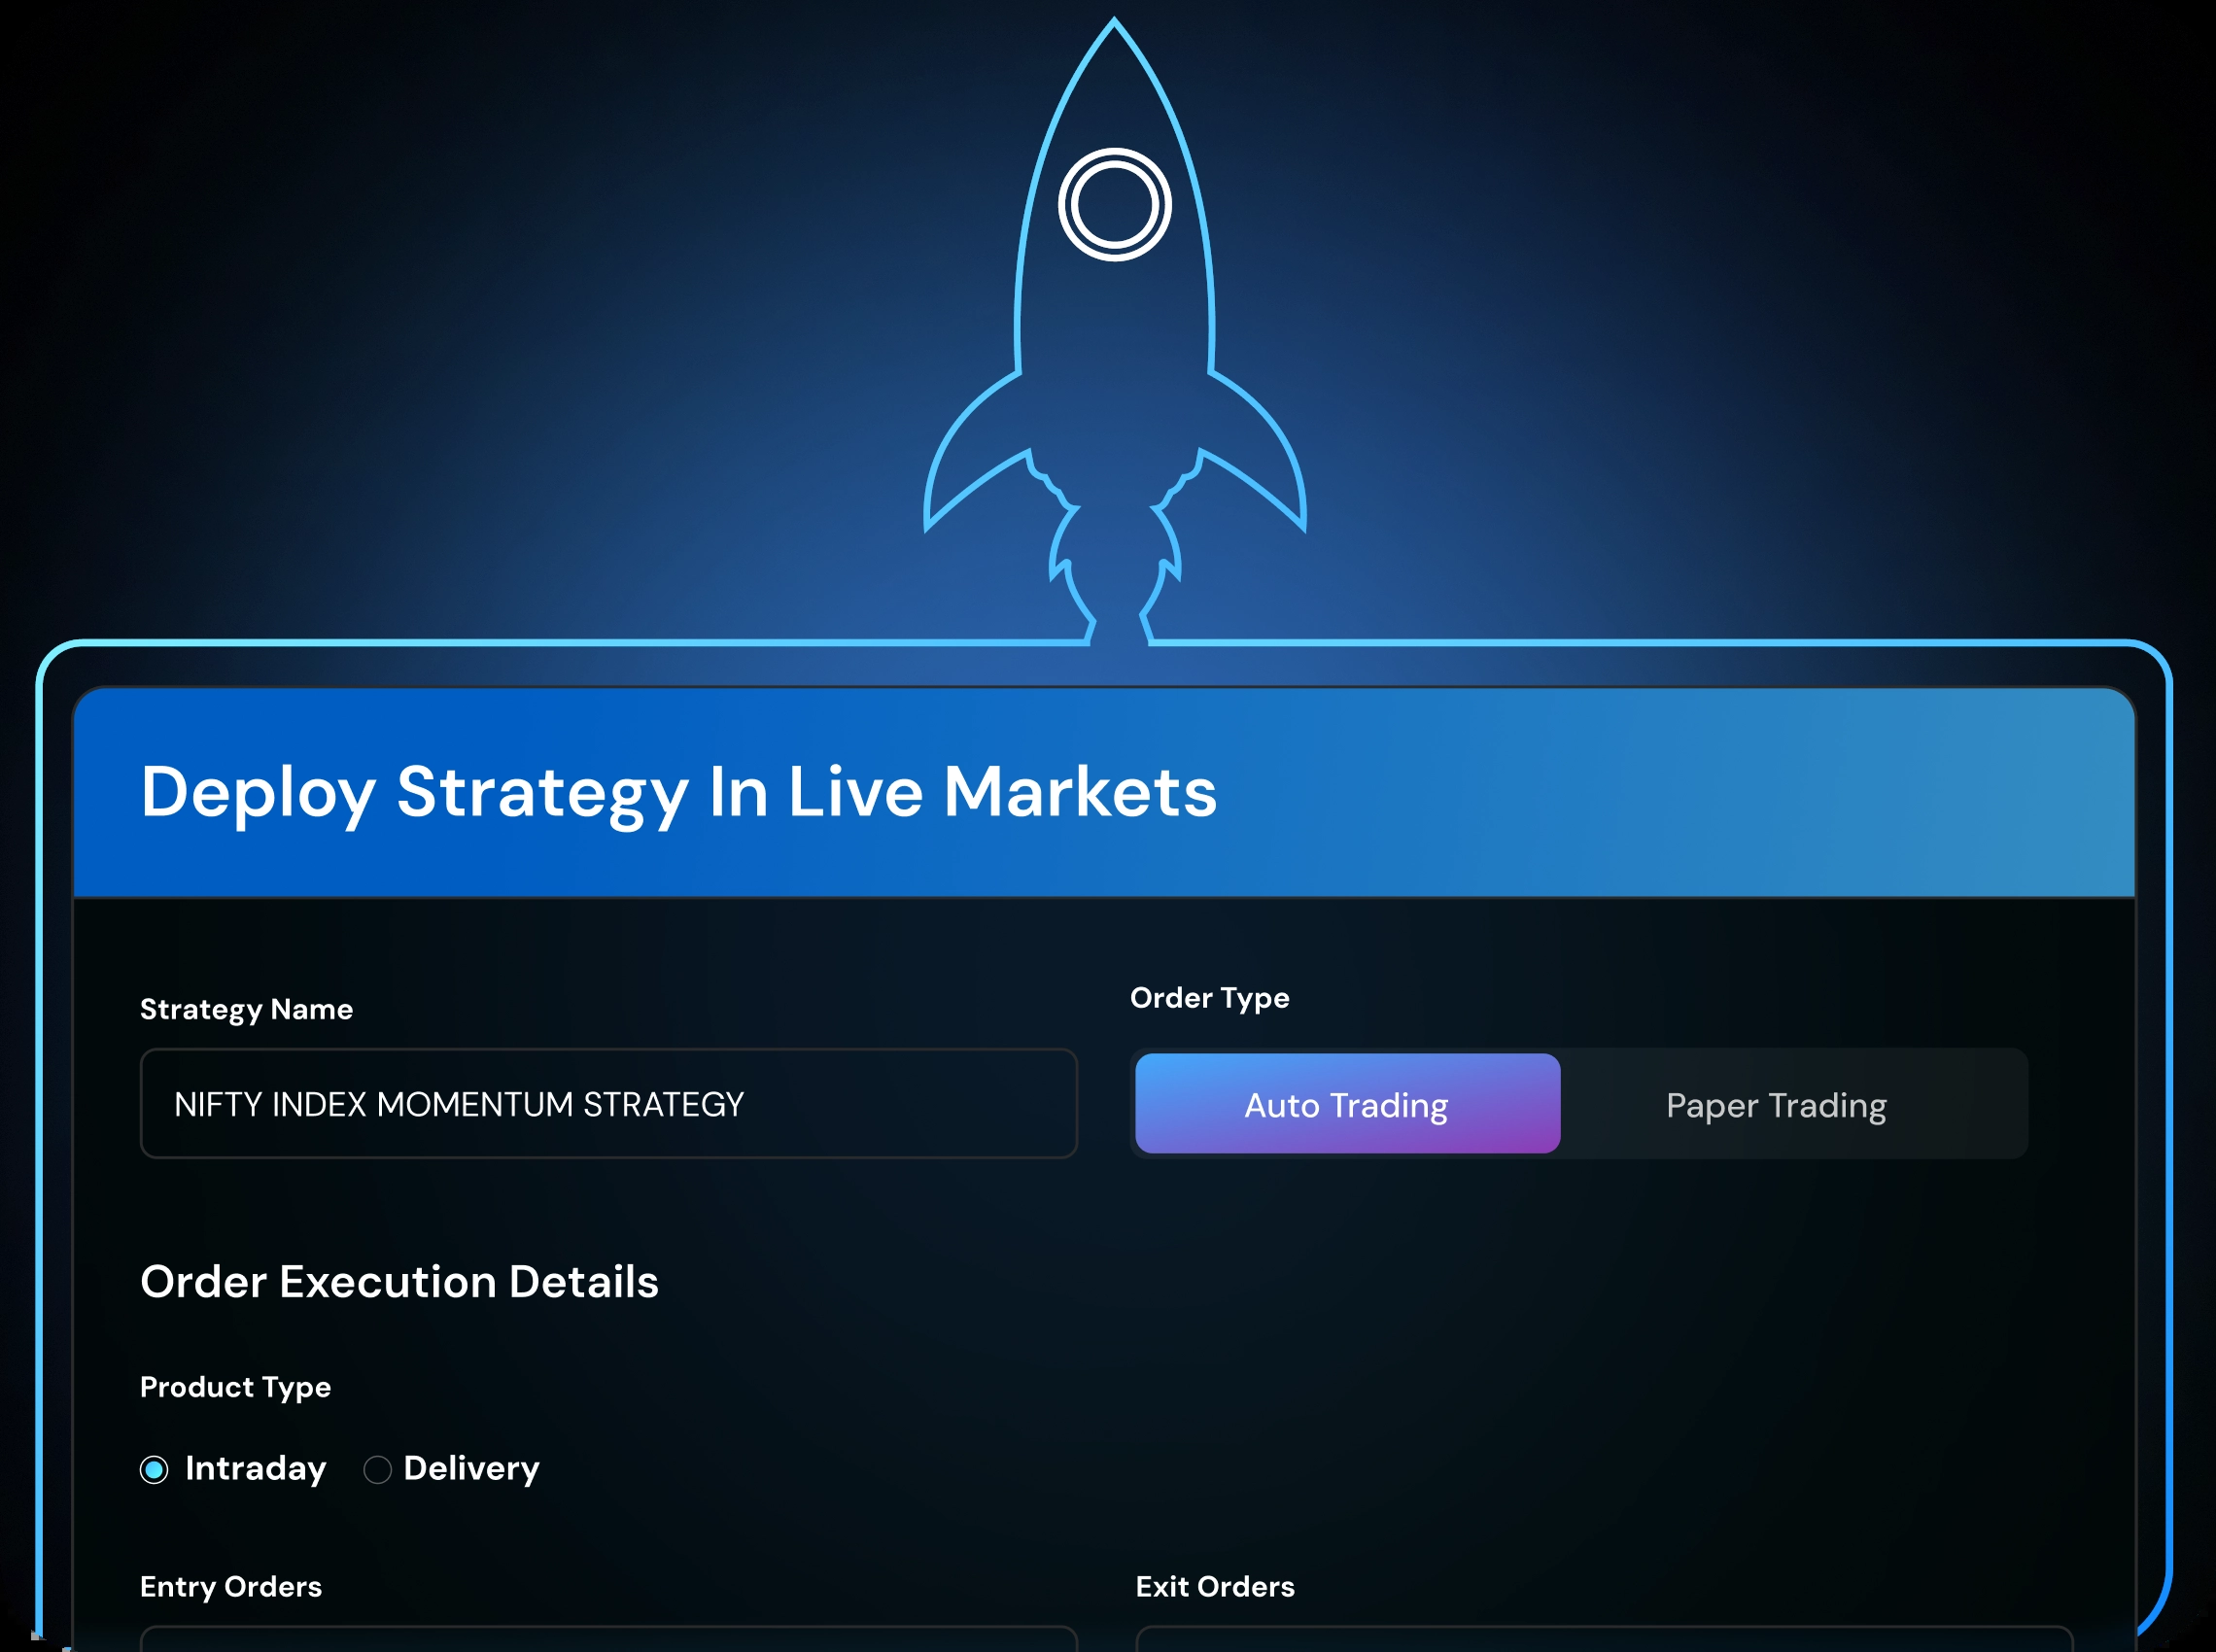 Deploy Strategy In Live Markets
Strategy Name
Order Type
NIFTY INDEX MOMENTUM STRATEGY
Auto Trading
Paper Trading
Order Execution Details
Product Type
Intraday
Delivery
Entry Orders
Exit Orders